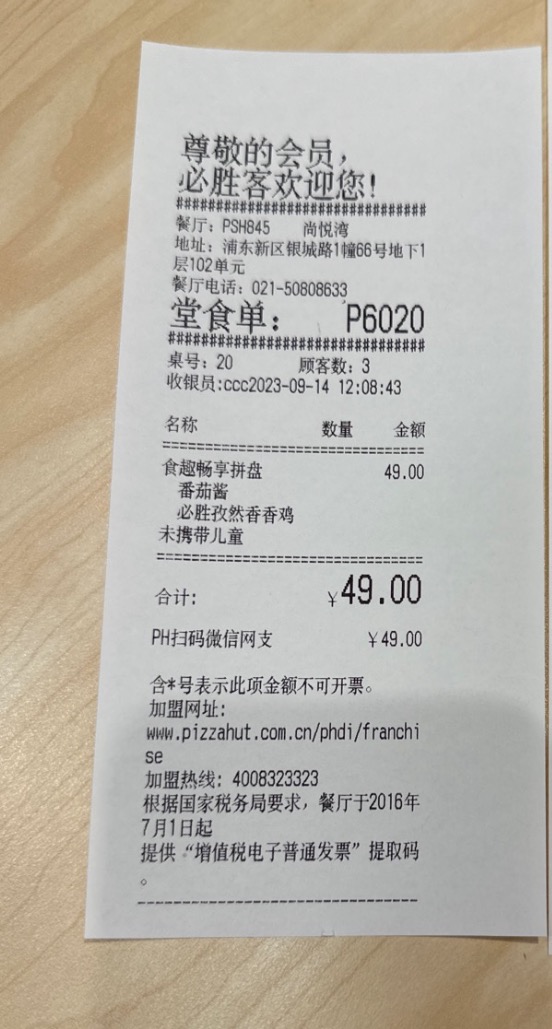 尊敬的会员，
必胜客欢迎您！
################################
餐厅：PSH845 尚悦湾
地址：浦东新区银城路1幢66号地下1
层102单元
餐厅电话：021-50808633
堂食单： P6020
################################
桌号：20 顾客数：3
收银员:ccc2023-09-14 12:08:43
名称 数量 金额
================================
食趣畅享拼盘 49.00
番茄酱
必胜孜然香香鸡
未携带儿童
================================
合计: ￥49.00
PH扫码微信网支 ￥49.00
含*号表示此项金额不可开票。
加盟网址:
www.pizzahut.com.cn/phdi/franchi
se
加盟热线: 4008323323
根据国家税务局要求，餐厅于2016年
7月1日起
提供“增值税电子普通发票”提取码
。
--------------------------------